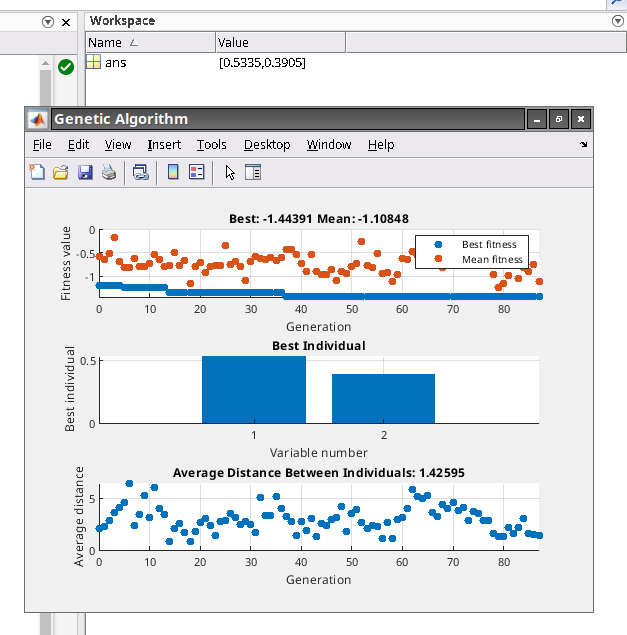 Workspace
Name Value
ans [0.5335,0.3905]
Genetic Algorithm
File Edit View Insert Tools Desktop Window Help
Best: -1.44391 Mean: -1.10848
Fitness value
0
-0.5
-1
Best fitness
Mean fitness
0 10 20 30 40 50 60 70 80
Generation
Best Individual
Best individual
0.5
0
1 2
Variable number
Average Distance Between Individuals: 1.42595
Average distance
5
0
0 10 20 30 40 50 60 70 80
Generation